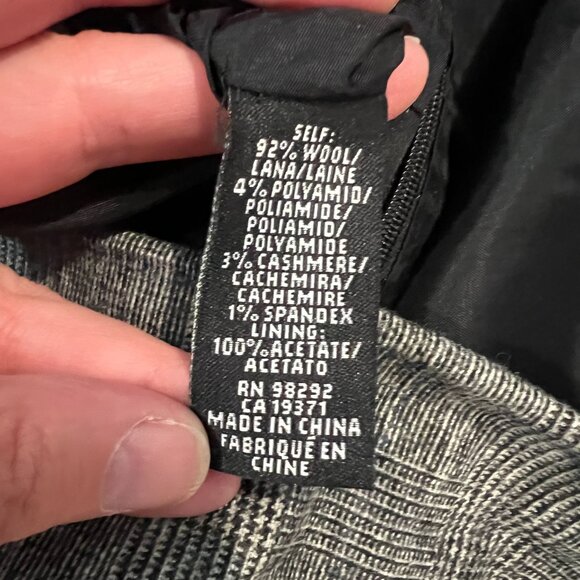 SELF:
92% WOOL/
LANA/LAINE
4% POLYAMID/
POLIAMIDE/
POLIAMID/
POLYAMIDE
3% CASHMERE/
CACHEMIRA/
CACHEMIRE
1% SPANDEX
LINING:
100% ACETATE/
ACETATO
RN 98292
CA 19371
MADE IN CHINA
FABRIQUÉ EN
CHINE